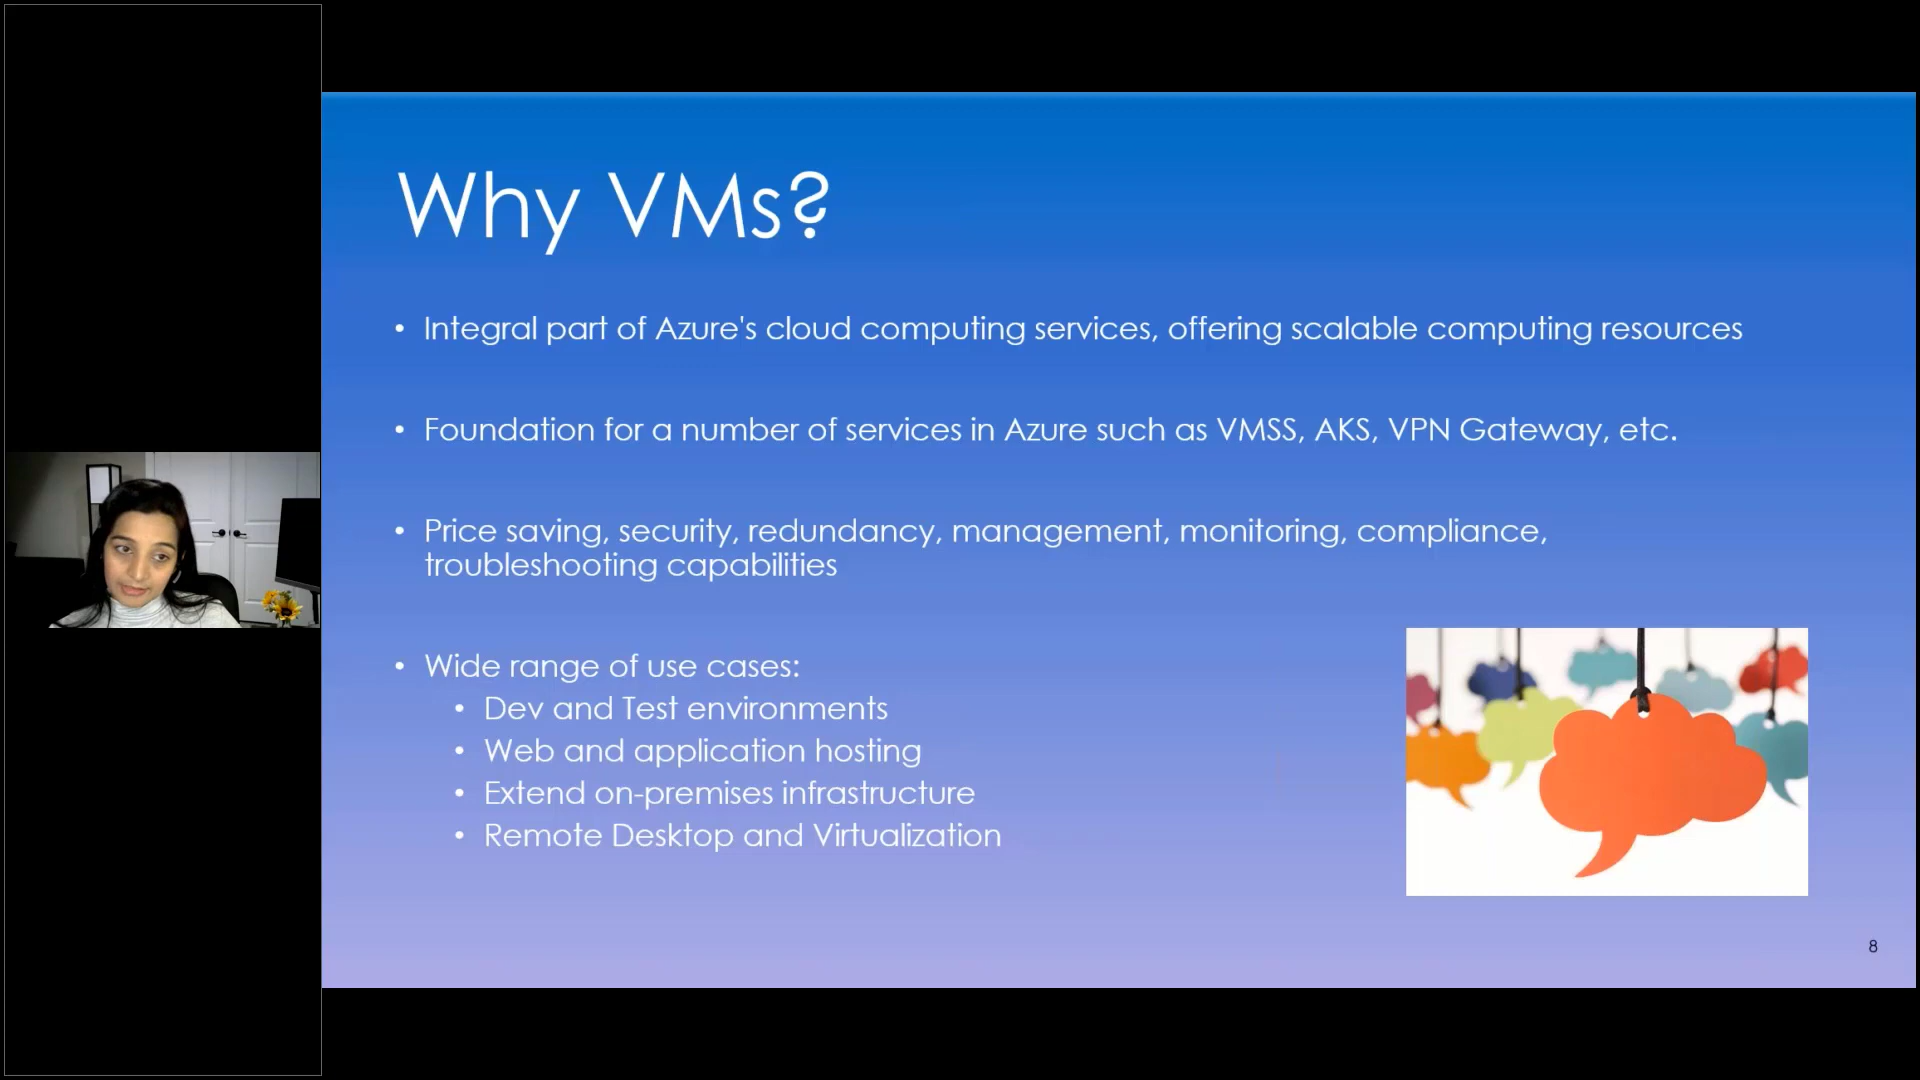 Why VMs?
• Integral part of Azure's cloud computing services, offering scalable computing resources
• Foundation for a number of services in Azure such as VMSS, AKS, VPN Gateway, etc.
• Price saving, security, redundancy, management, monitoring, compliance,
troubleshooting capabilities
• Wide range of use cases:
• Dev and Test environments
• Web and application hosting
• Extend on-premises infrastructure
• Remote Desktop and Virtualization
8